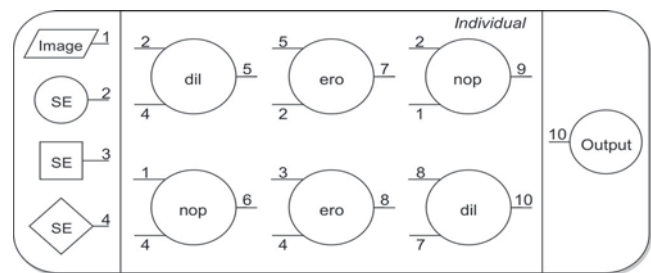 Individual
Image 1
SE 2
SE 3
SE 4
2 4 dil 5
5 2 ero 7
2 1 nop 9
1 4 nop 6
3 4 ero 8
8 7 dil 10
10 Output